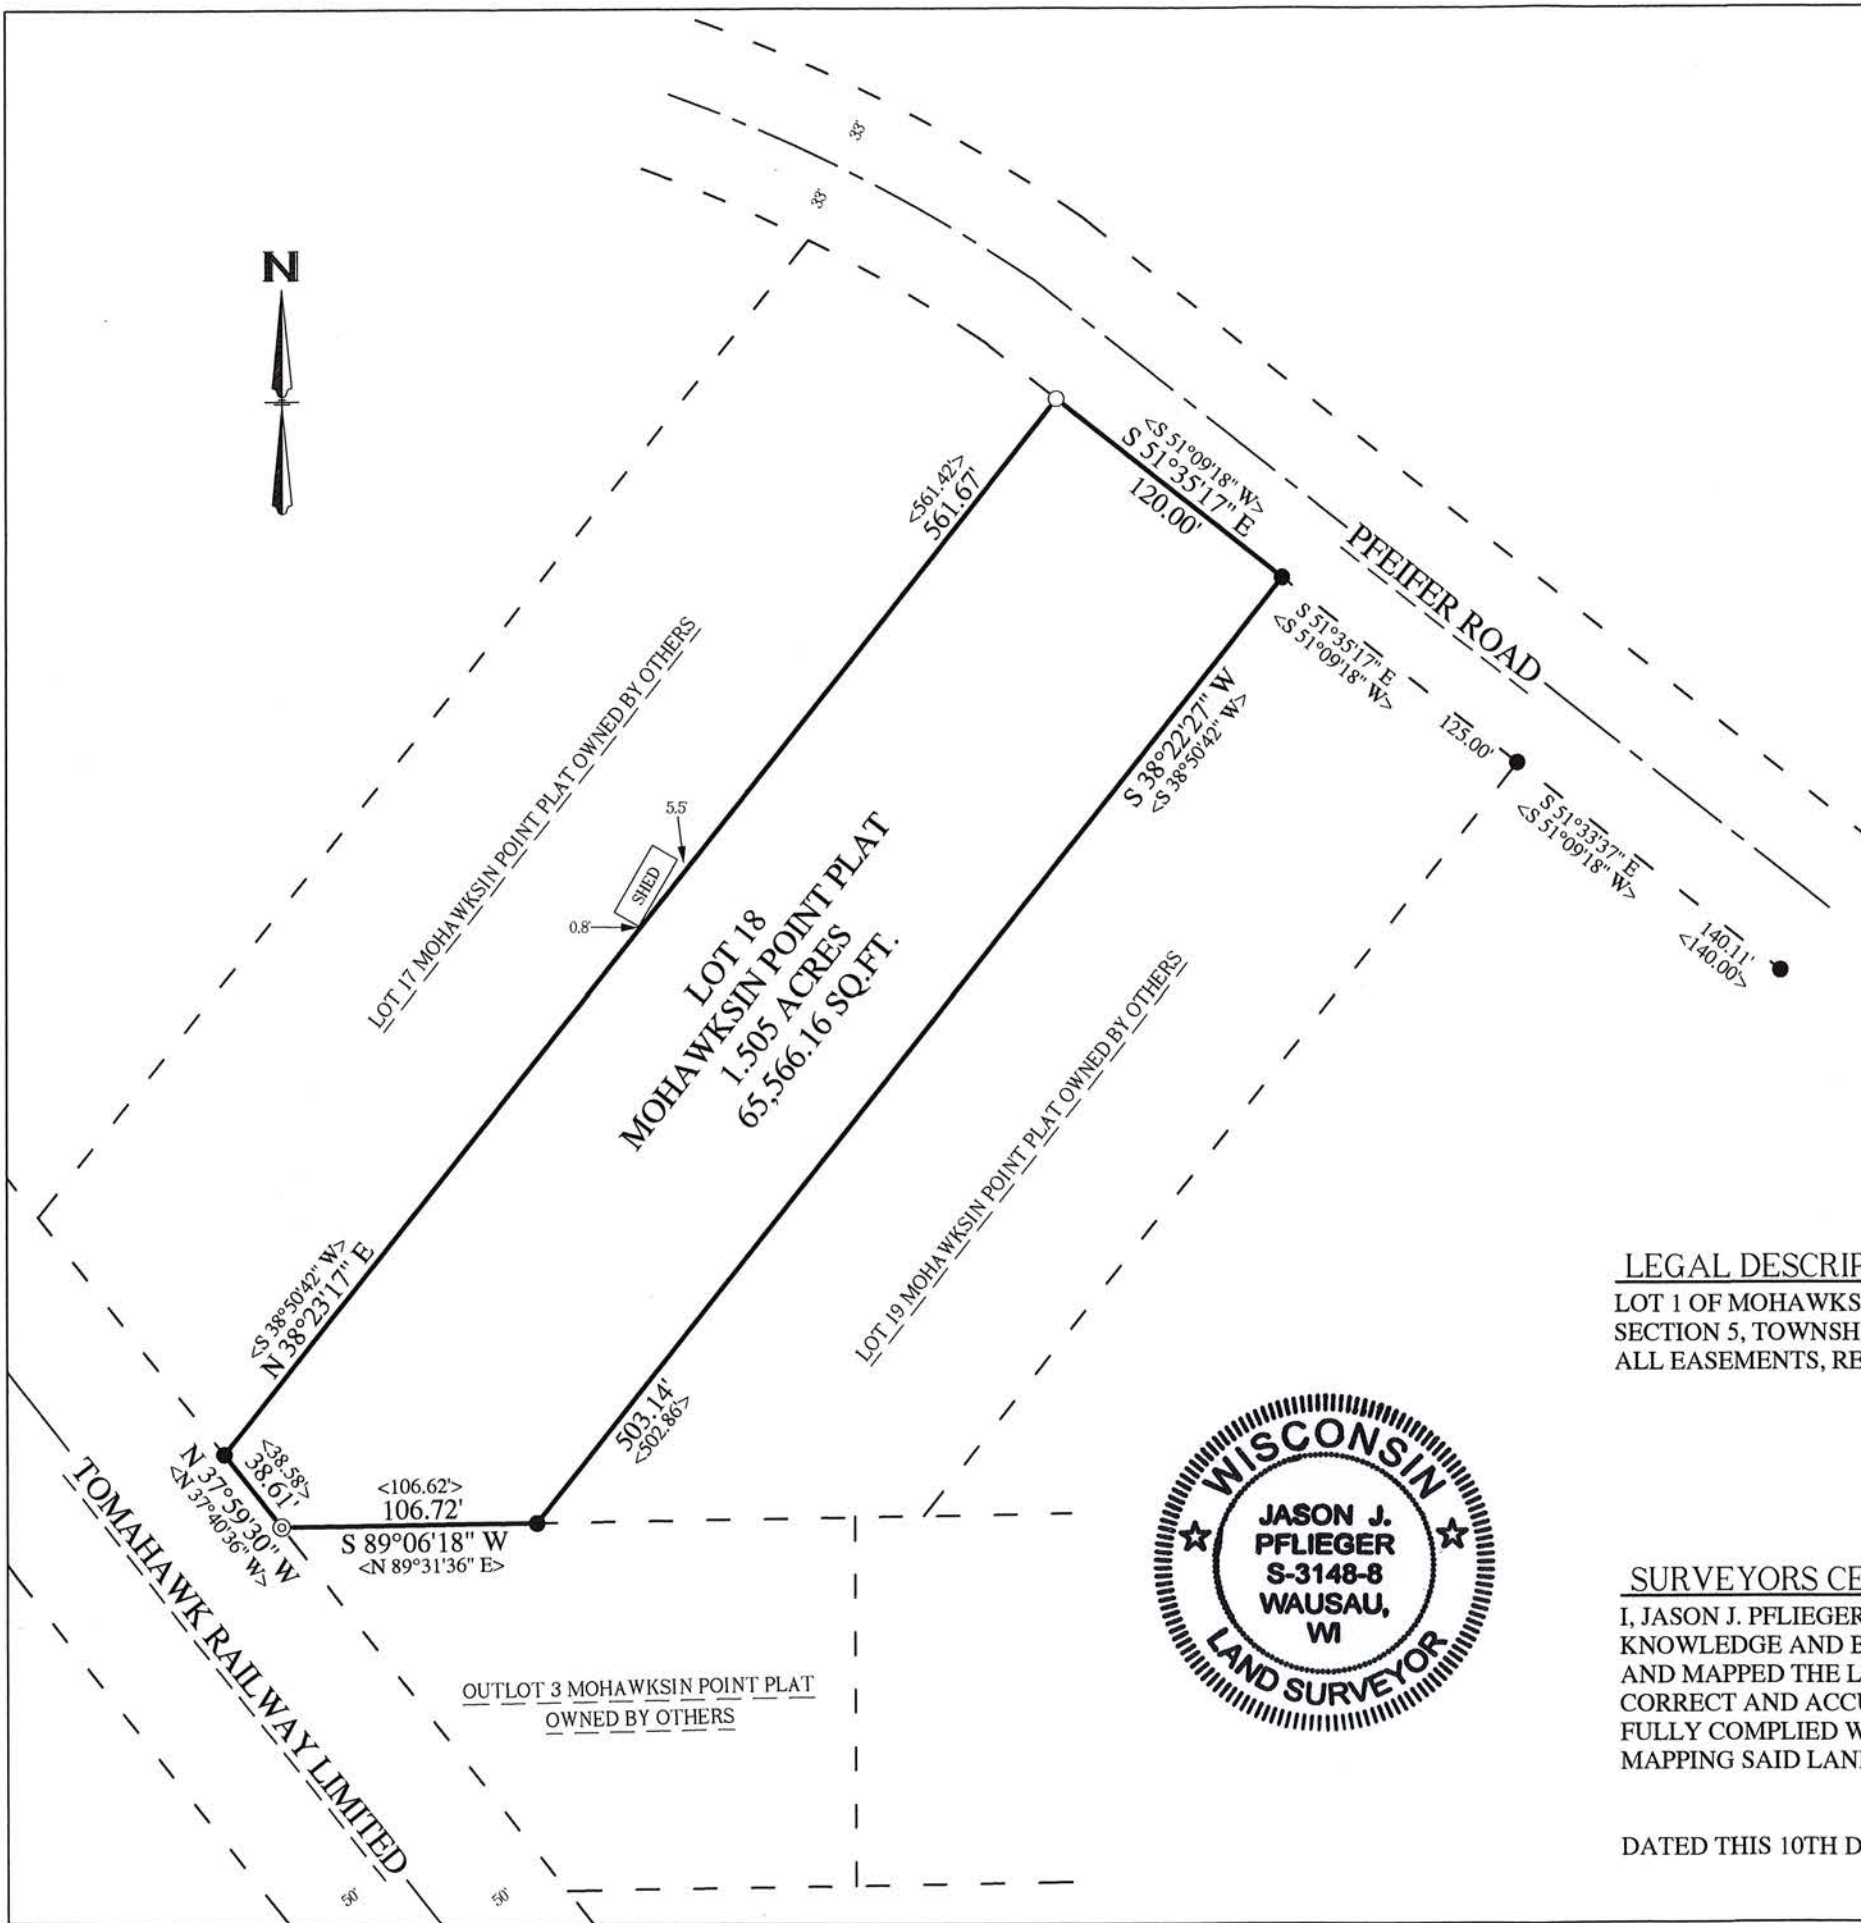 33'
33'
N
<S 51°09'18" W>
S 51°35'17" E
120.00'
<561.42'>
561.67'
PFEIFER ROAD
S 51°35'17" E
<S 51°09'18" W>
125.00'
S 51°33'37" E
<S 51°09'18" W>
140.11'
<140.00'>
S 38°22'27" W
<S 38°50'42" W>
LOT 17 MOHAWKSIN POINT PLAT OWNED BY OTHERS
5.5'
SHED
0.8'
LOT 18
MOHAWKSIN POINT PLAT
1.505 ACRES
65,566.16 SQ.FT.
LOT 19 MOHAWKSIN POINT PLAT OWNED BY OTHERS
<S 38°50'42" W>
N 38°23'17" E
503.14'
<502.86'>
<38.58'>
38.61'
N 37°59'30" W
<N 37°40'36" W>
<106.62'>
106.72'
S 89°06'18" W
<N 89°31'36" E>
TOMAHAWK RAILWAY LIMITED
50'
50'
OUTLOT 3 MOHAWKSIN POINT PLAT
OWNED BY OTHERS
WISCONSIN
JASON J.
PFLIEGER
S-3148-8
WAUSAU,
WI
LAND SURVEYOR
LEGAL DESCRIP
LOT 1 OF MOHAWKS
SECTION 5, TOWNSH
ALL EASEMENTS, RE
SURVEYORS CE
I, JASON J. PFLIEGER
KNOWLEDGE AND B
AND MAPPED THE L
CORRECT AND ACCU
FULLY COMPLIED W
MAPPING SAID LAN
DATED THIS 10TH D